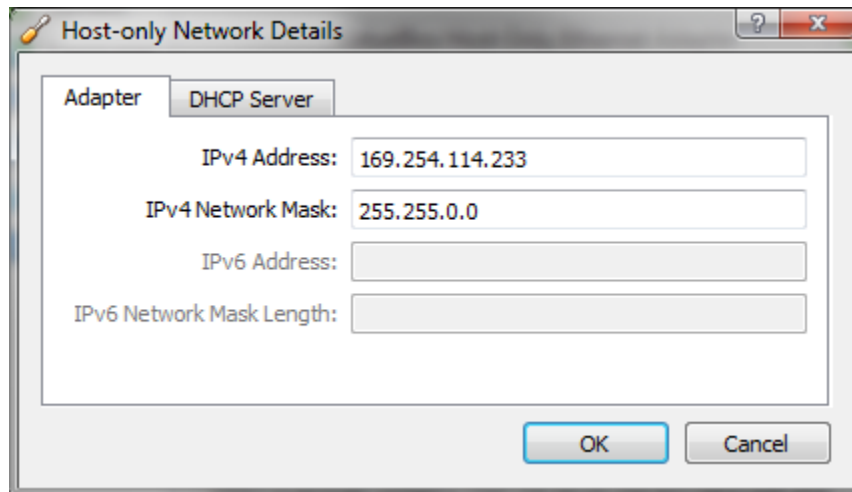 Host-only Network Details
Adapter
DHCP Server
IPv4 Address: 169.254.114.233
IPv4 Network Mask: 255.255.0.0
IPv6 Address:
IPv6 Network Mask Length:
OK
Cancel